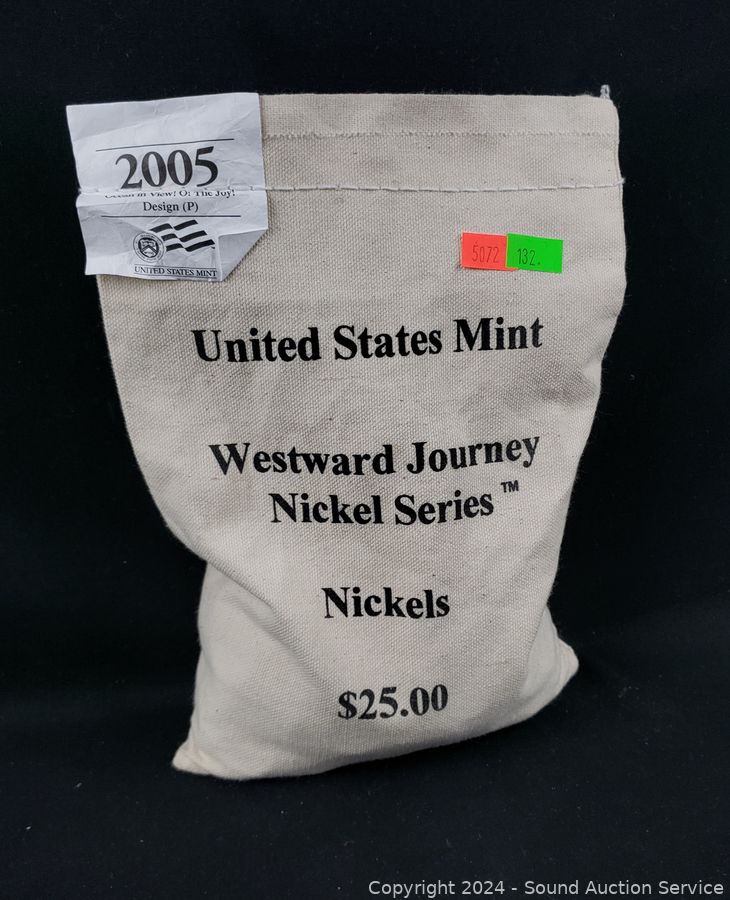 2005
Ocean in View! O! The Joy!
Design (P)
UNITED STATES MINT
5072
132.
United States Mint
Westward Journey
Nickel Series™
Nickels
$25.00
Copyright 2024 - Sound Auction Service